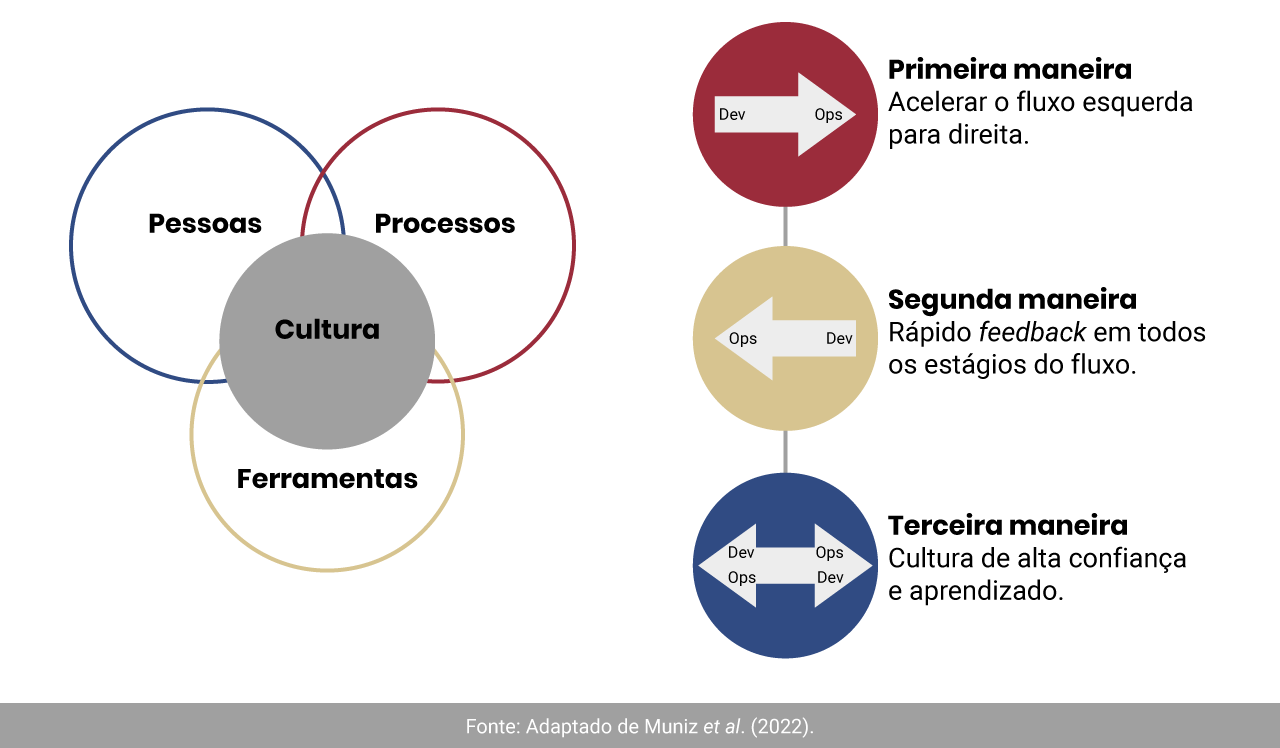 Pessoas
Processos
Cultura
Ferramentas
Dev Ops
Primeira maneira
Acelerar o fluxo esquerda
para direita.
Ops Dev
Segunda maneira
Rápido feedback em todos
os estágios do fluxo.
Dev Ops
Ops Dev
Terceira maneira
Cultura de alta confiança
e aprendizado.
Fonte: Adaptado de Muniz et al. (2022).